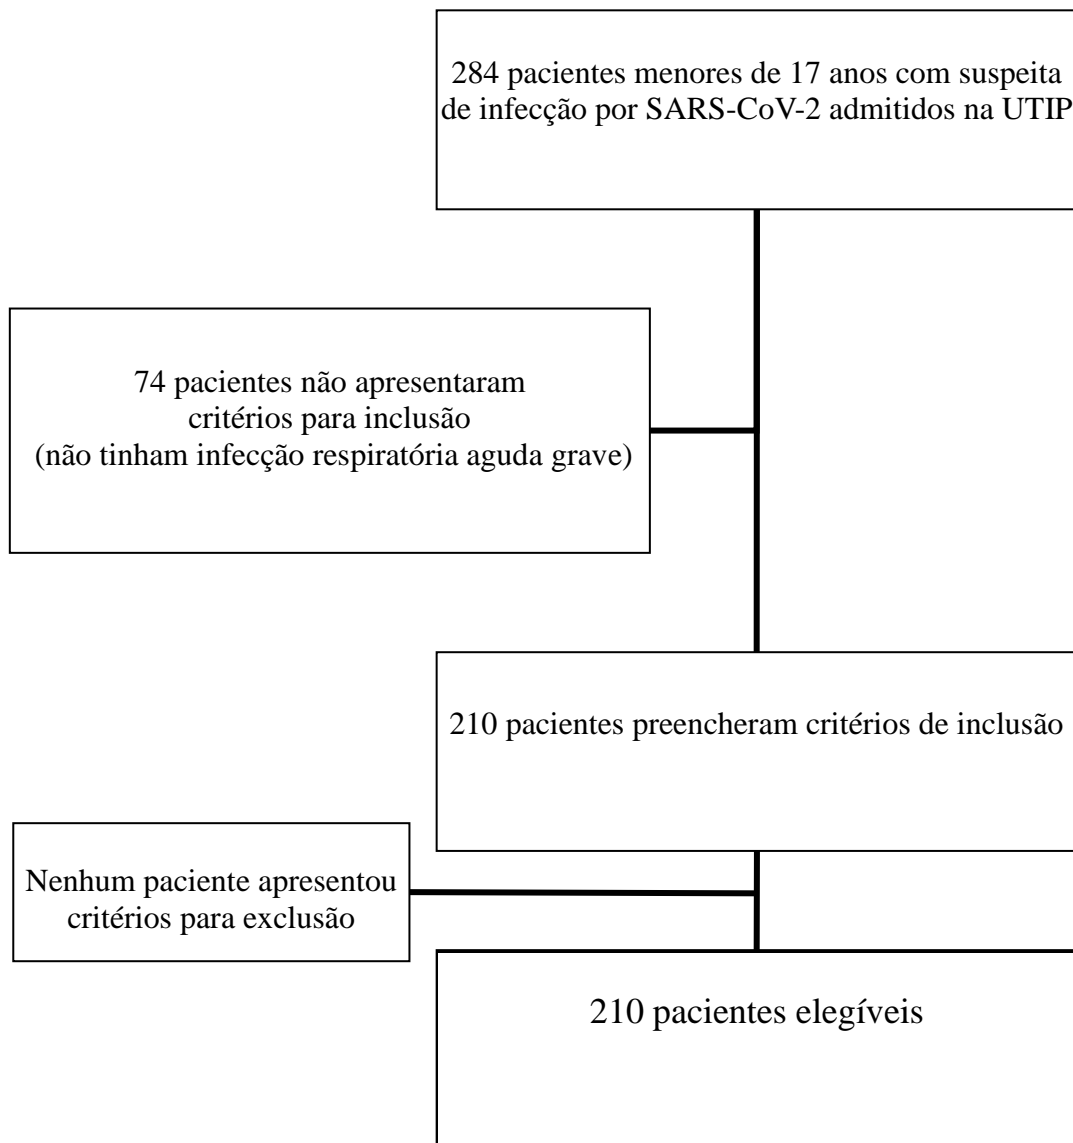 284 pacientes menores de 17 anos com suspeita
de infecção por SARS-CoV-2 admitidos na UTIP
74 pacientes não apresentaram
critérios para inclusão
(não tinham infecção respiratória aguda grave)
210 pacientes preencheram critérios de inclusão
Nenhum paciente apresentou
critérios para exclusão
210 pacientes elegíveis